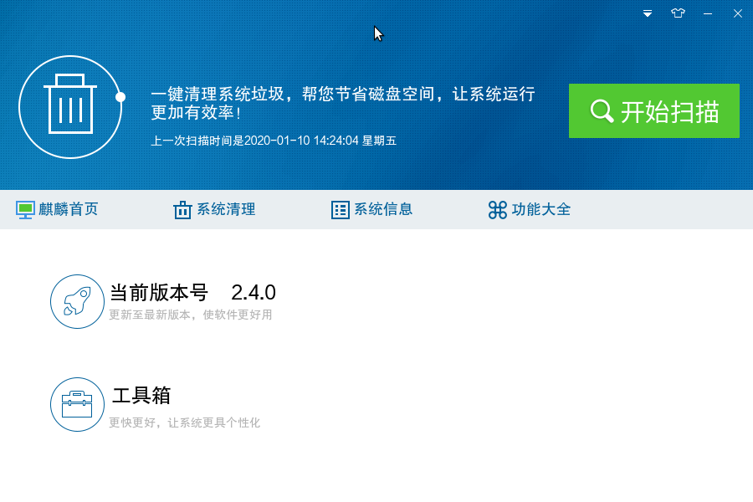 一键清理系统垃圾，帮您节省磁盘空间，让系统运行
更加有效率！
上一次扫描时间是2020-01-10 14:24:04 星期五
开始扫描
麒麟首页
系统清理
系统信息
功能大全
当前版本号 2.4.0
更新至最新版本，使软件更好用
工具箱
更快更好，让系统更具个性化